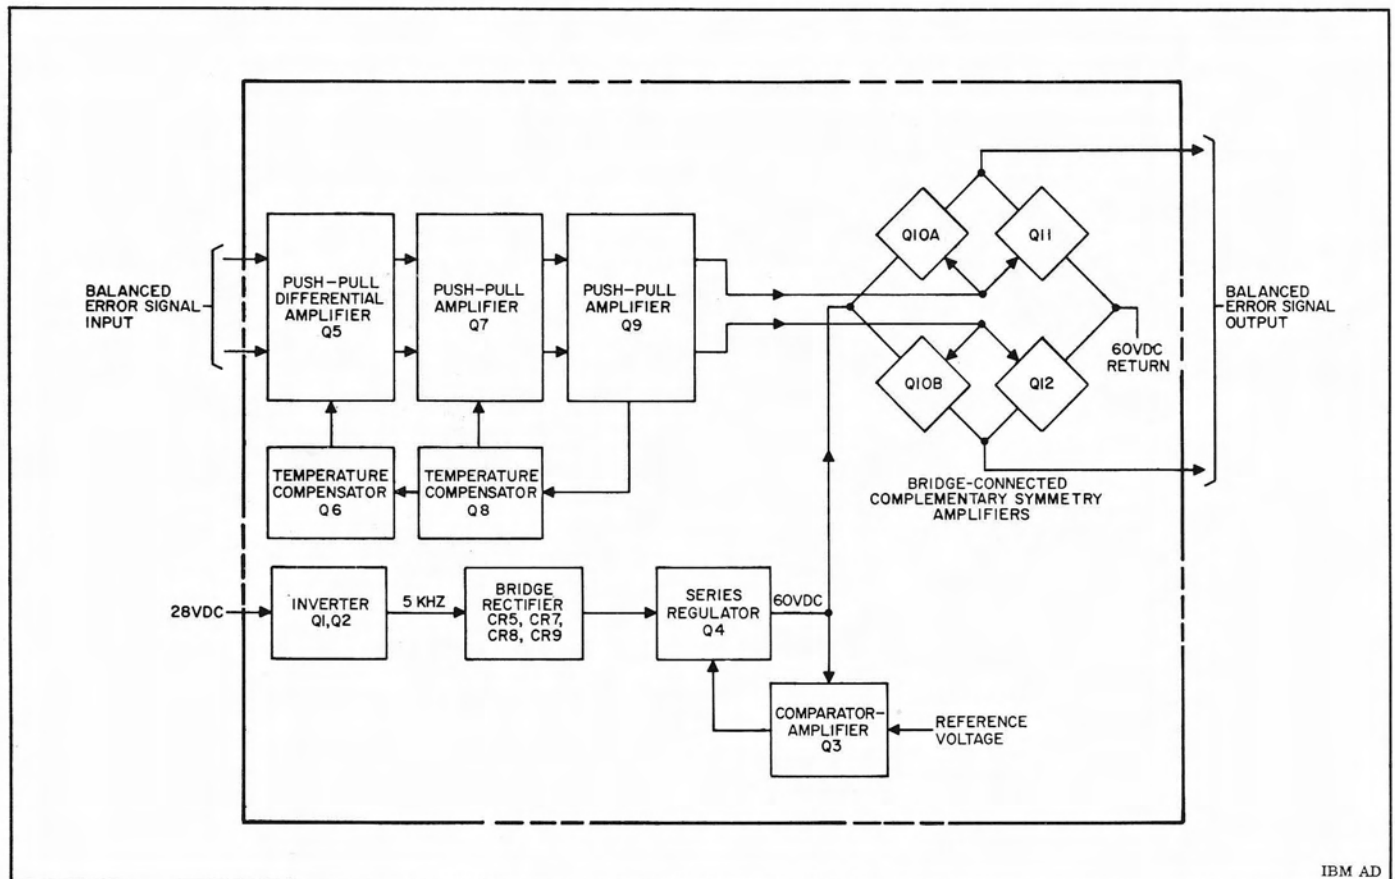 BALANCED
ERROR SIGNAL
INPUT
PUSH-PULL
DIFFERENTIAL
AMPLIFIER
Q5
PUSH-PULL
AMPLIFIER
Q7
PUSH-PULL
AMPLIFIER
Q9
Q10A
Q11
Q10B
Q12
60VDC
RETURN
BALANCED
ERROR SIGNAL
OUTPUT
TEMPERATURE
COMPENSATOR
Q6
TEMPERATURE
COMPENSATOR
Q8
BRIDGE-CONNECTED
COMPLEMENTARY SYMMETRY
AMPLIFIERS
28VDC
INVERTER
Q1,Q2
5 KHZ
BRIDGE
RECTIFIER
CR5, CR7,
CR8, CR9
SERIES
REGULATOR
Q4
60VDC
COMPARATOR-
AMPLIFIER
Q3
REFERENCE
VOLTAGE
IBM AD